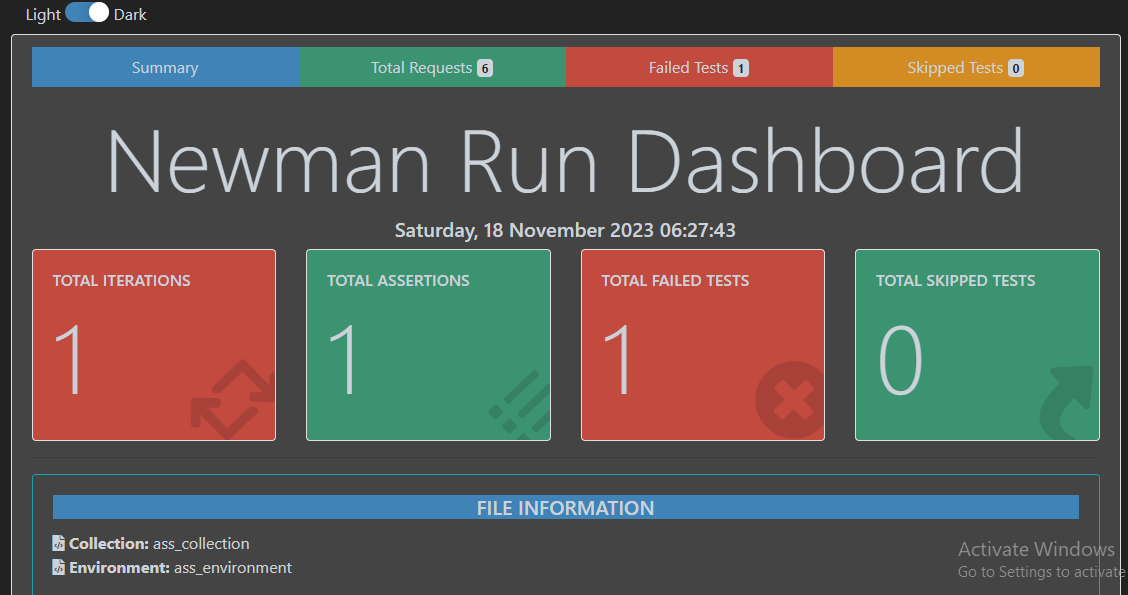 Light Dark
Summary Total Requests 6 Failed Tests 1 Skipped Tests 0
Newman Run Dashboard
Saturday, 18 November 2023 06:27:43
TOTAL ITERATIONS TOTAL ASSERTIONS TOTAL FAILED TESTS TOTAL SKIPPED TESTS
1 1 1 0
FILE INFORMATION
Collection: ass_collection
Environment: ass_environment
Activate Windows
Go to Settings to activate